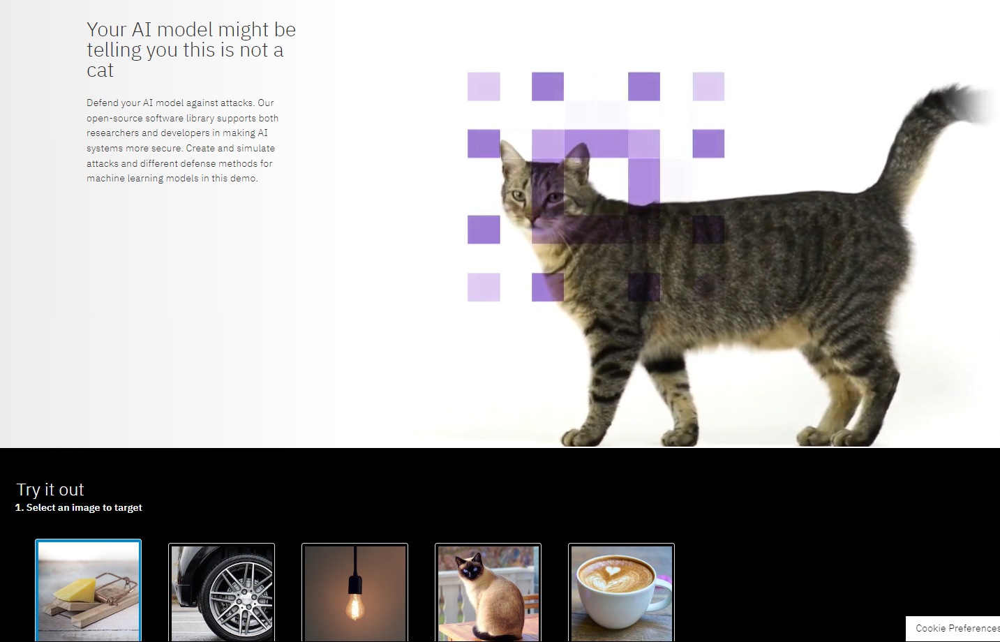 Your AI model might be
telling you this is not a
cat
Defend your AI model against attacks. Our
open-source software library supports both
researchers and developers in making AI
systems more secure. Create and simulate
attacks and different defense methods for
machine learning models in this demo.
Try it out
1. Select an image to target
Cookie Preferences